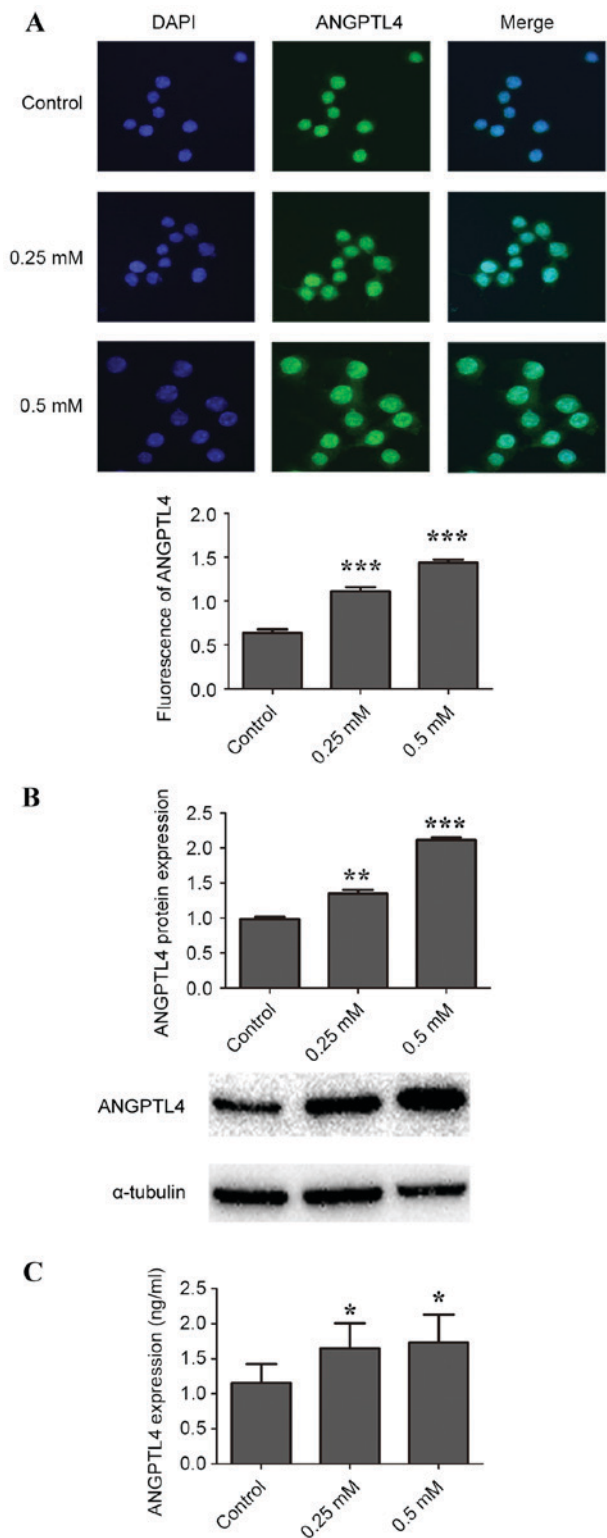 A
DAPI ANGPTL4 Merge
Control
0.25 mM
0.5 mM
Fluorescence of ANGPTL4
2.0
1.5
1.0
0.5
0.0
***
***
Control 0.25 mM 0.5 mM
B
ANGPTL4 protein expression
2.5
2.0
1.5
1.0
0.5
0.0
**
***
Control 0.25 mM 0.5 mM
ANGPTL4
α-tubulin
C
ANGPTL4 expression (ng/ml)
2.5
2.0
1.5
1.0
0.5
0.0
*
*
Control 0.25 mM 0.5 mM